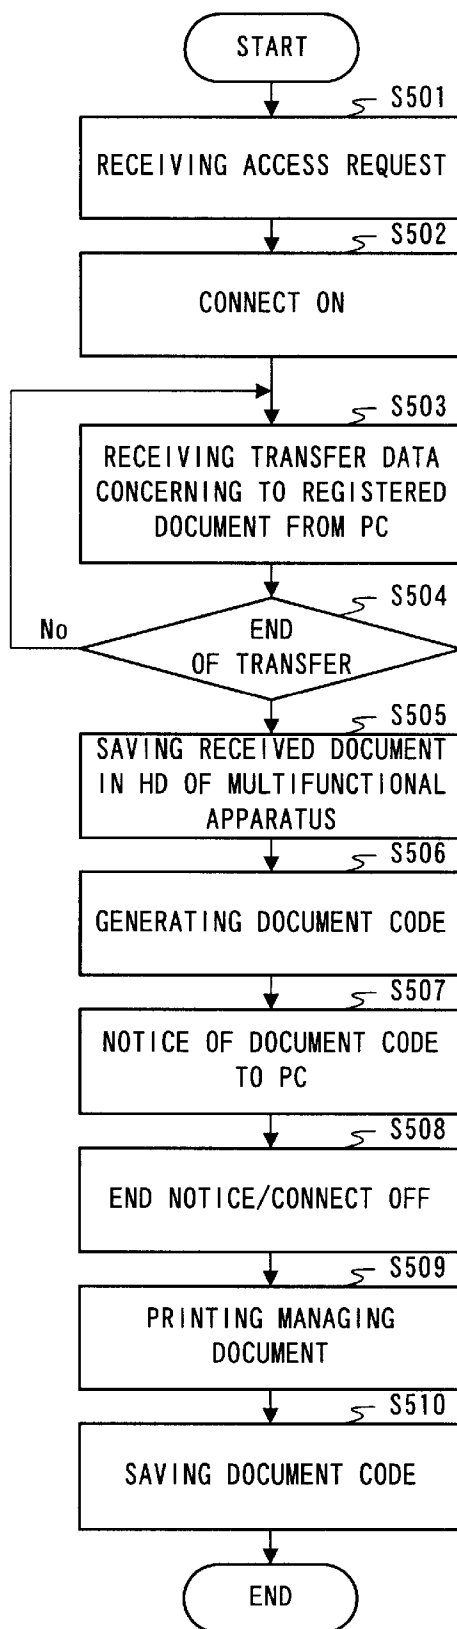 START
S501
RECEIVING ACCESS REQUEST
S502
CONNECT ON
S503
RECEIVING TRANSFER DATA
CONCERNING TO REGISTERED
DOCUMENT FROM PC
S504
No
END
OF TRANSFER
S505
SAVING RECEIVED DOCUMENT
IN HD OF MULTIFUNCTIONAL
APPARATUS
S506
GENERATING DOCUMENT CODE
S507
NOTICE OF DOCUMENT CODE
TO PC
S508
END NOTICE/CONNECT OFF
S509
PRINTING MANAGING
DOCUMENT
S510
SAVING DOCUMENT CODE
END